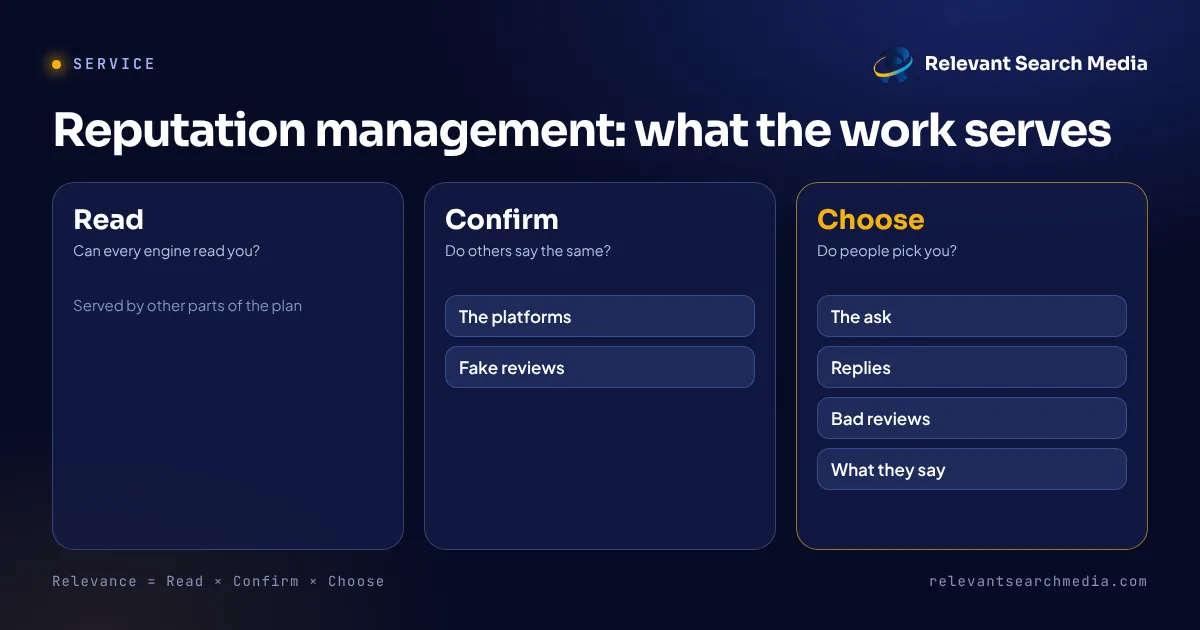 SERVICE
Relevant Search Media
Reputation management: what the work serves
Read
Can every engine read you?
Served by other parts of the plan
Confirm
Do others say the same?
The platforms
Fake reviews
Choose
Do people pick you?
The ask
Replies
Bad reviews
What they say
Relevance = Read × Confirm × Choose
relevantsearchmedia.com